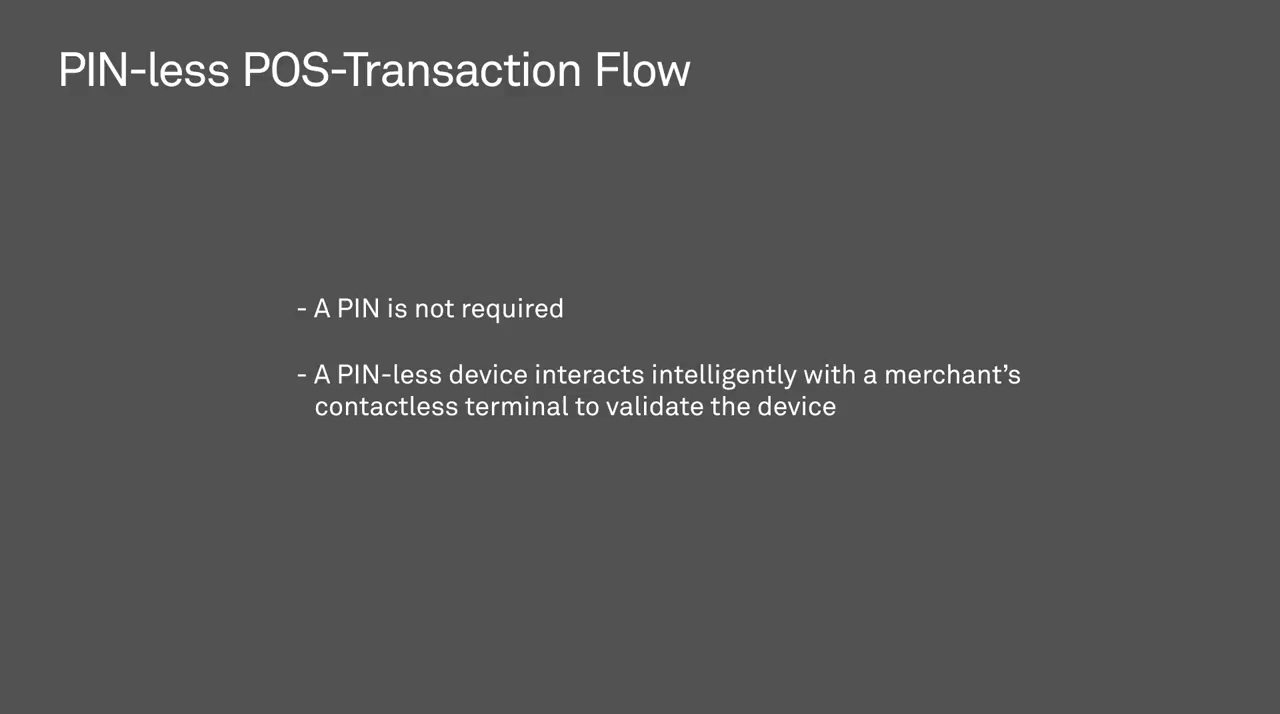 PIN-less POS-Transaction Flow
- A PIN is not required
- A PIN-less device interacts intelligently with a merchant’s
contactless terminal to validate the device